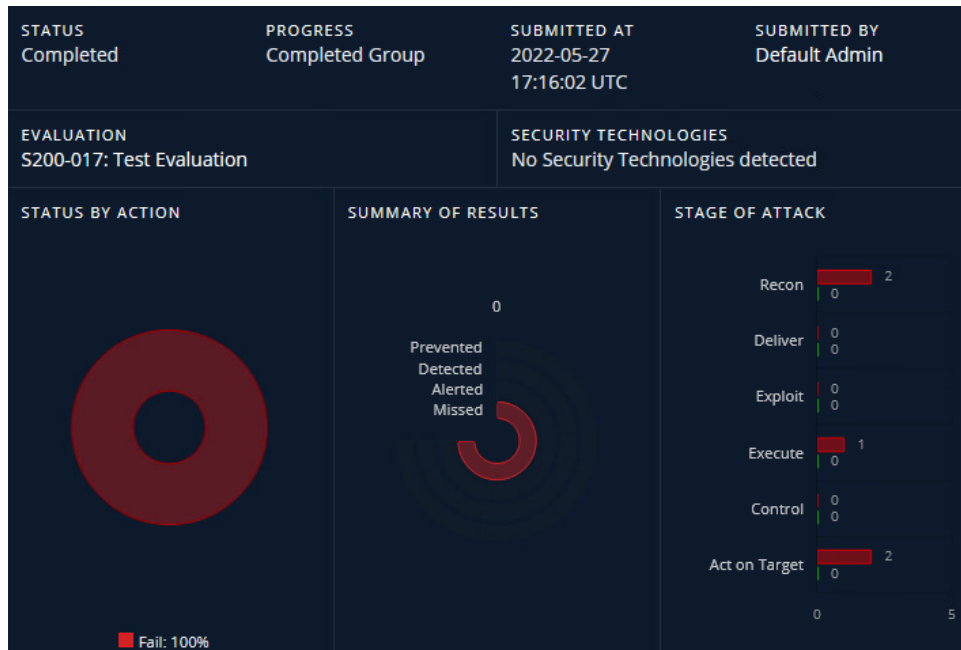 STATUS
Completed
PROGRESS
Completed Group
SUBMITTED AT
2022-05-27
17:16:02 UTC
SUBMITTED BY
Default Admin
EVALUATION
S200-017: Test Evaluation
SECURITY TECHNOLOGIES
No Security Technologies detected
STATUS BY ACTION
Fail: 100%
SUMMARY OF RESULTS
0
Prevented
Detected
Alerted
Missed
STAGE OF ATTACK
Recon
2
0
Deliver
0
0
Exploit
0
0
Execute
1
0
Control
0
0
Act on Target
2
0
0
5